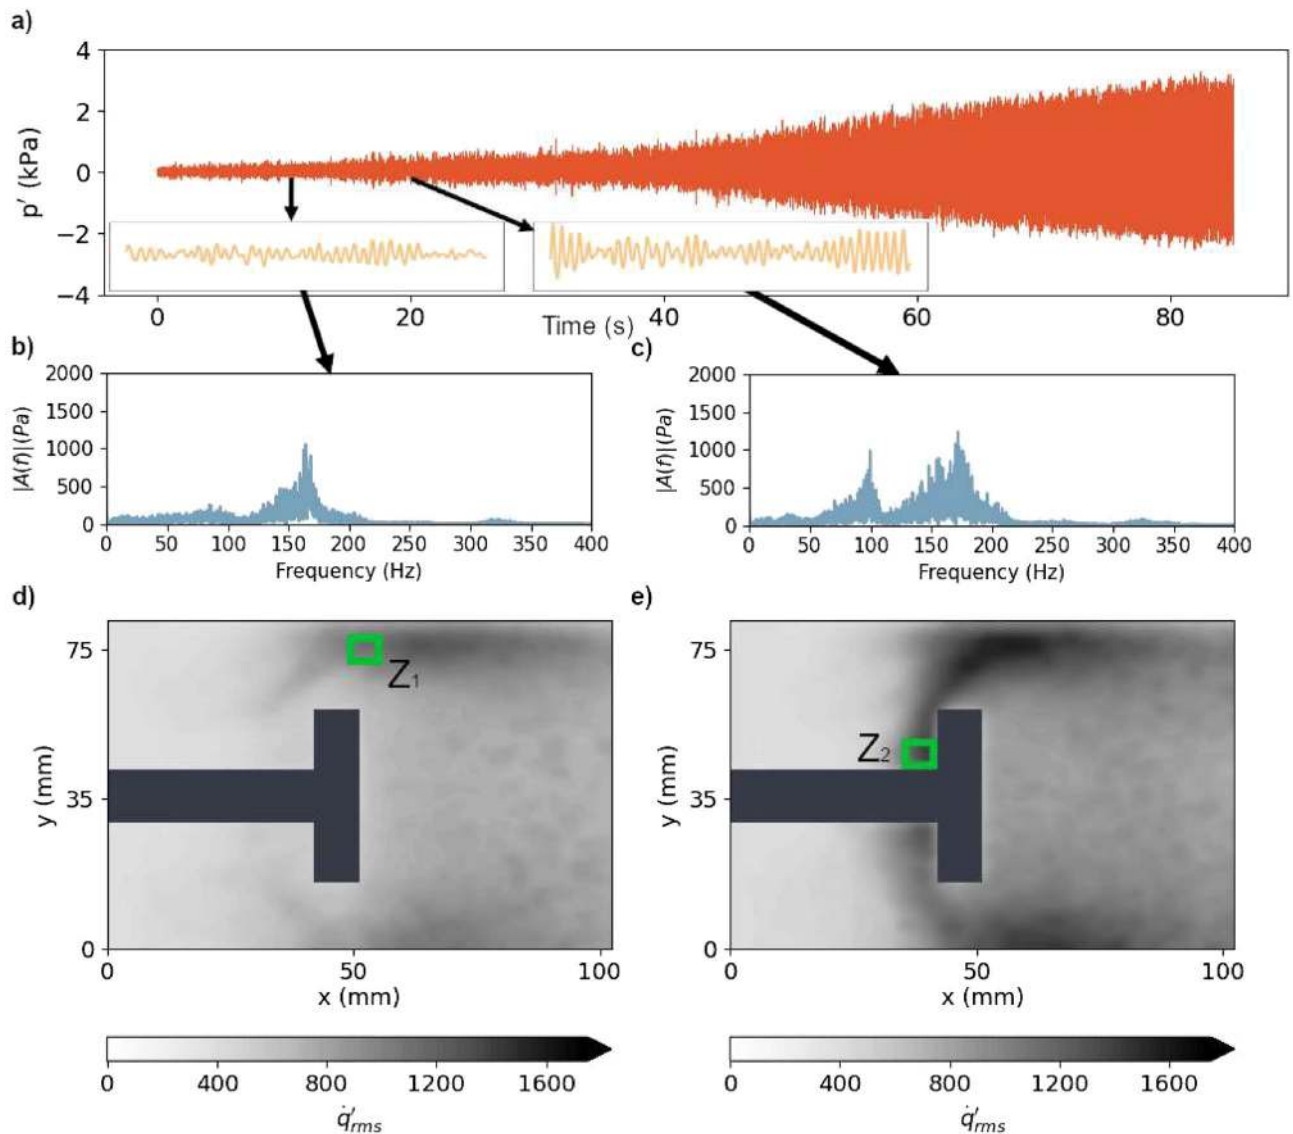 a)
4
2
0
−2
−4
p′ (kPa)
0 20 40 60 80
Time (s)
b)
2000
1500
1000
500
0
|A(f)|(Pa)
0 50 100 150 200 250 300 350 400
Frequency (Hz)
c)
2000
1500
1000
500
0
|A(f)|(Pa)
0 50 100 150 200 250 300 350 400
Frequency (Hz)
d)
75
35
0
y (mm)
Z₁
0 50 100
x (mm)
0 400 800 1200 1600
q̇′rms
e)
75
35
0
y (mm)
Z₂
0 50 100
x (mm)
0 400 800 1200 1600
q̇′rms